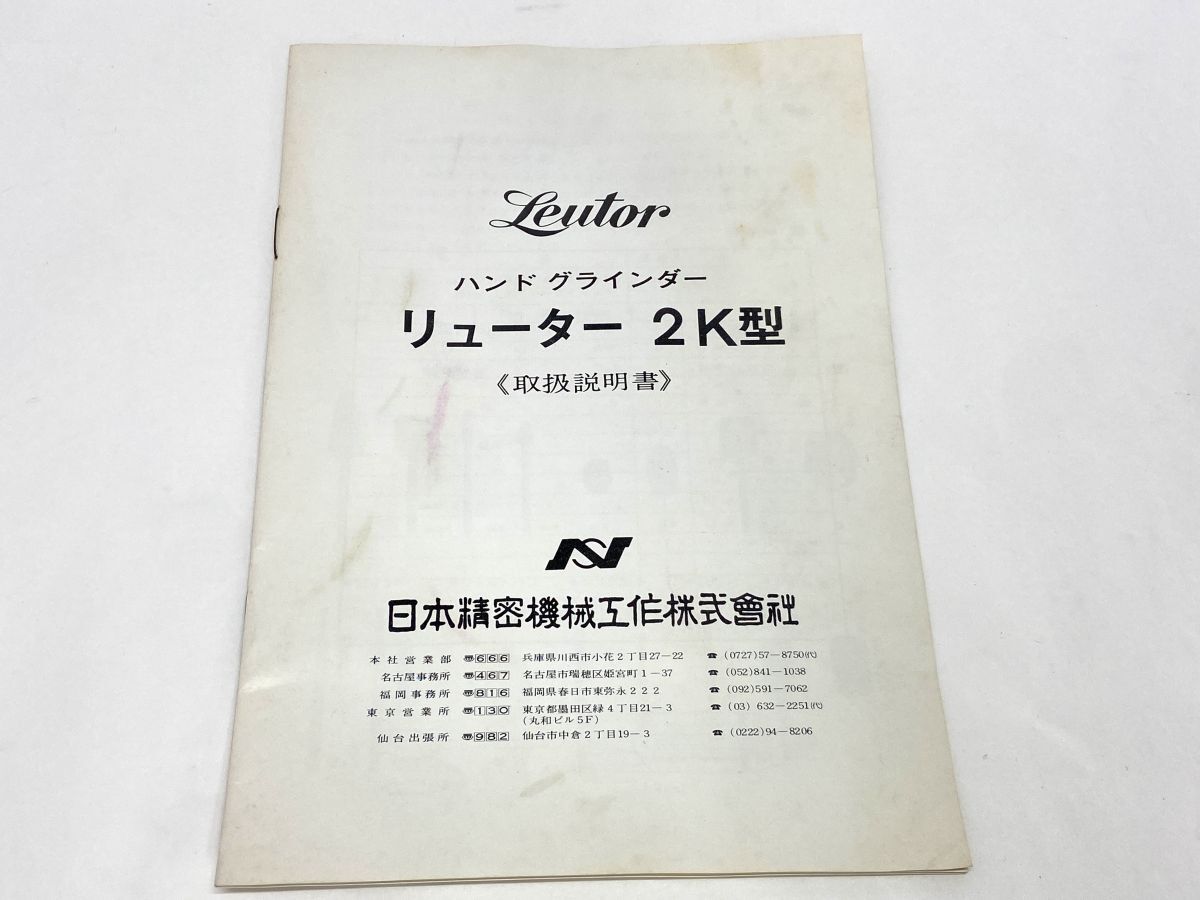 Leutor
ハンド グラインダー
リューター 2K型
《取扱説明書》
日本精密機械工作株式會社
本社営業部 〠666 兵庫県川西市小花2丁目27-22 ☎ (0727)57-8750(代)
名古屋事務所 〠467 名古屋市瑞穂区姫宮町1-37 ☎ (052)841-1038
福岡事務所 〠816 福岡県春日市東弥永222 ☎ (092)591-7062
東京営業所 〠130 東京都墨田区緑4丁目21-3 ☎ (03) 632-2251(代)
(丸和ビル5F)
仙台出張所 〠982 仙台市中倉2丁目19-3 ☎ (0222)94-8206